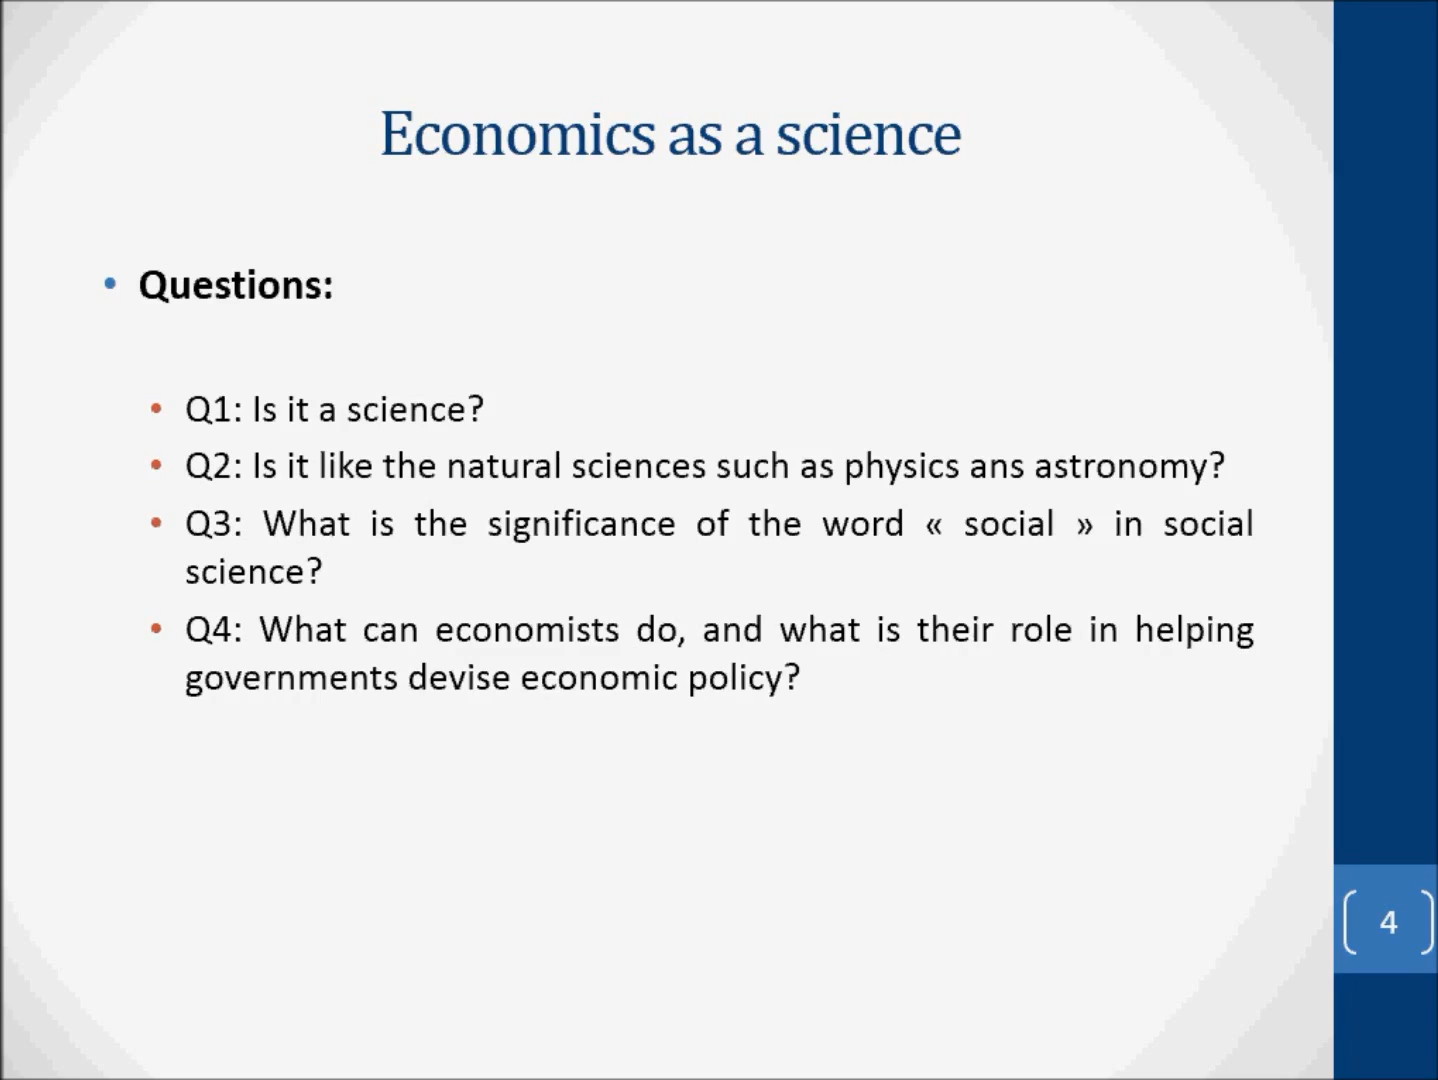 Economics as a science
• Questions:
• Q1: Is it a science?
• Q2: Is it like the natural sciences such as physics ans astronomy?
• Q3: What is the significance of the word « social » in social
science?
• Q4: What can economists do, and what is their role in helping
governments devise economic policy?
4